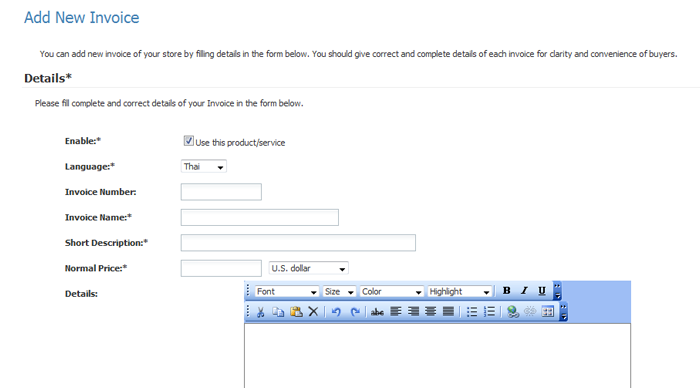 Add New Invoice
You can add new invoice of your store by filling details in the form below. You should give correct and complete details of each invoice for clarity and convenience of buyers.
Details*
Please fill complete and correct details of your Invoice in the form below.
Enable:* Use this product/service
Language:* Thai
Invoice Number:
Invoice Name:*
Short Description:*
Normal Price:* U.S. dollar
Details: Font Size Color Highlight B I U
abc